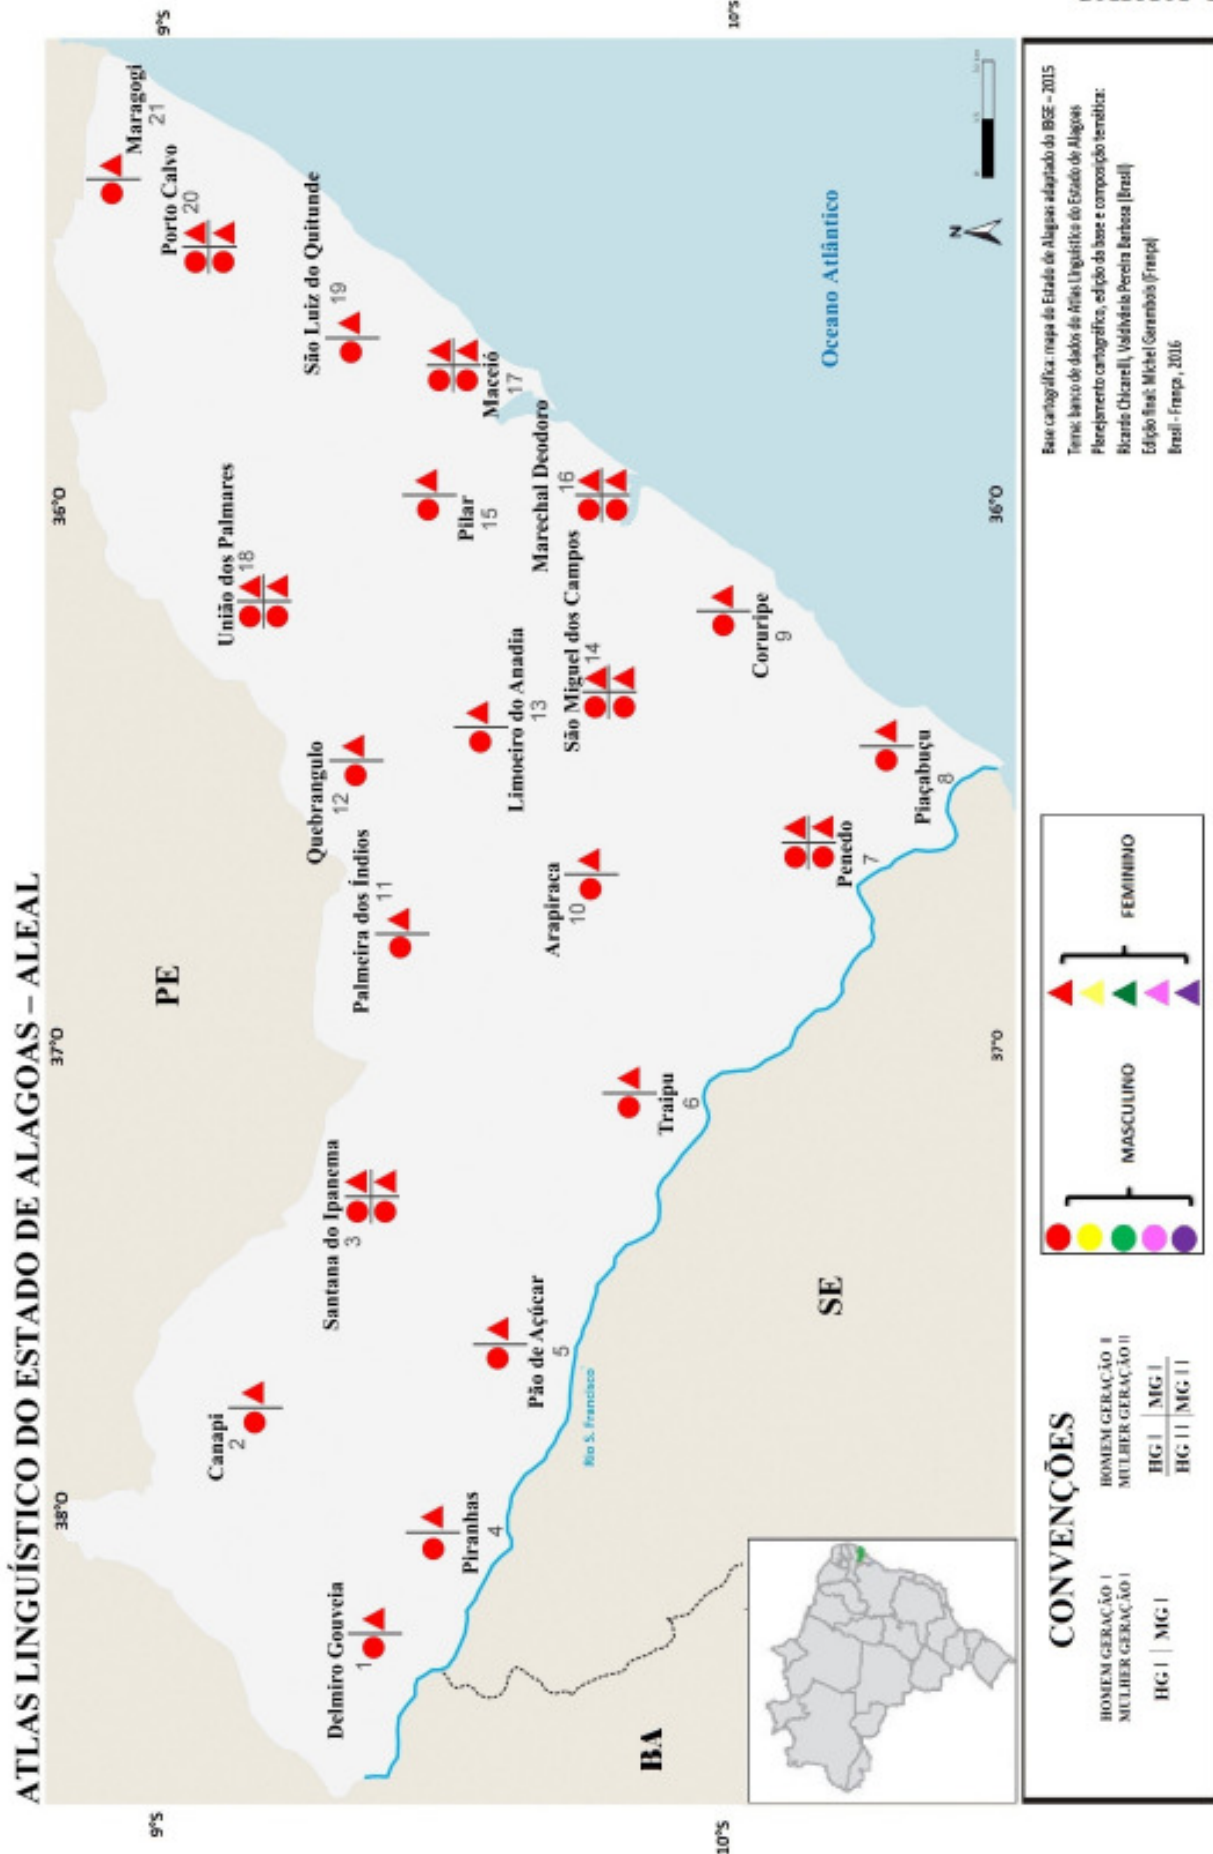 ATLAS LINGUÍSTICO DO ESTADO DE ALAGOAS – ALEAL
38°O
37°O
36°O
9°S
9°S
10°S
10°S
37°O
36°O
PE
SE
BA
Oceano Atlântico
Rio S. Francisco
N
0
Delmiro Gouveia
1
Canapi
2
Santana do Ipanema
3
Piranhas
4
Pão de Açúcar
5
Traipu
6
Penedo
7
Piaçabuçu
8
Coruripe
9
Arapiraca
10
Palmeira dos Índios
11
Quebrangulo
12
Limoeiro do Anadia
13
São Miguel dos Campos
14
Pilar
15
Marechal Deodoro
16
Maceió
17
União dos Palmares
18
São Luiz do Quitunde
19
Porto Calvo
20
Maragogi
21
CONVENÇÕES
HOMEM GERAÇÃO I
MULHER GERAÇÃO I
HG I MG I
HOMEM GERAÇÃO II
MULHER GERAÇÃO II
HG I MG I
HG I I MG I I
MASCULINO
FEMININO
Base cartográfica: mapa do Estado de Alagoas adaptado do IBGE – 2015
Tema: banco de dados do Atlas Linguístico do Estado de Alagoas
Planejamento cartográfico, edição da base e composição temática:
Ricardo Chicarelli, Valdivânia Pereira Barbosa (Brasil)
Edição final: Michel Gerambois (França)
Brasil - França, 2016